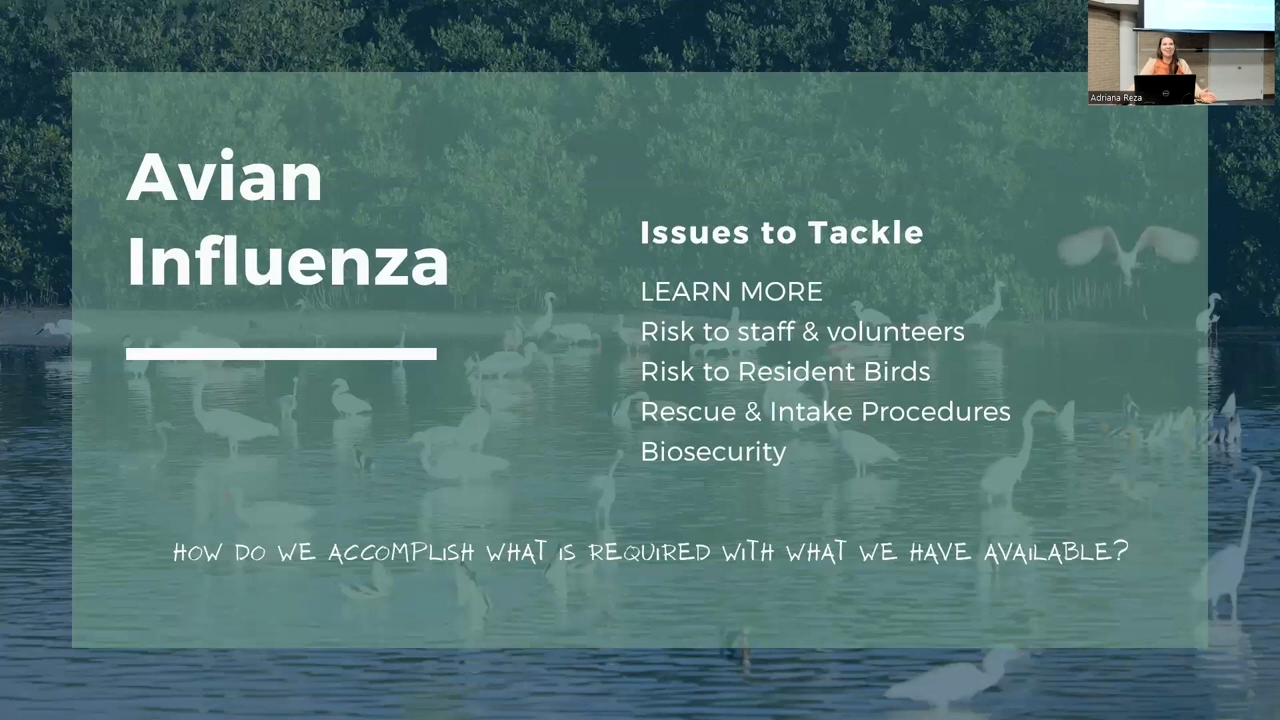 Avian
Influenza
Issues to Tackle
LEARN MORE
Risk to staff & volunteers
Risk to Resident Birds
Rescue & Intake Procedures
Biosecurity
HOW DO WE ACCOMPLISH WHAT IS REQUIRED WITH WHAT WE HAVE AVAILABLE?
Adriana Reza